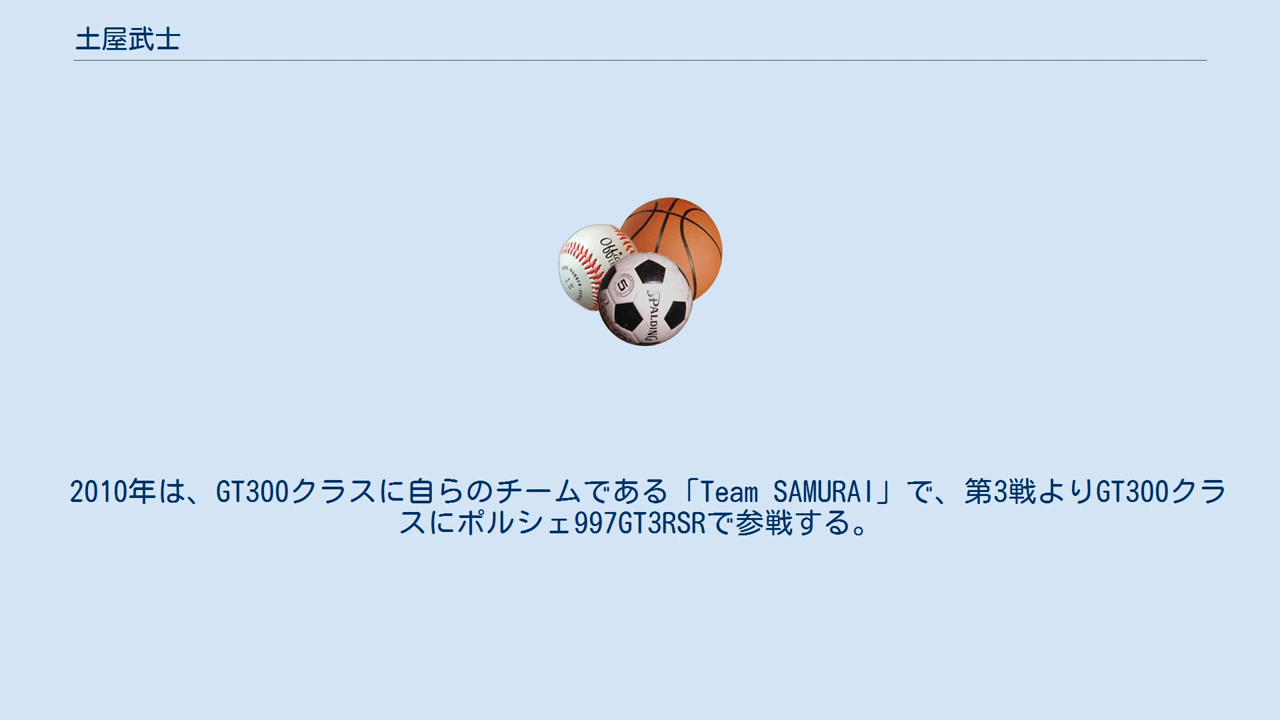 土屋武士
Offi
5
SPALDING
2010年は、GT300クラスに自らのチームである「Team SAMURAI」で、第3戦よりGT300クラ
スにポルシェ997GT3RSRで参戦する。